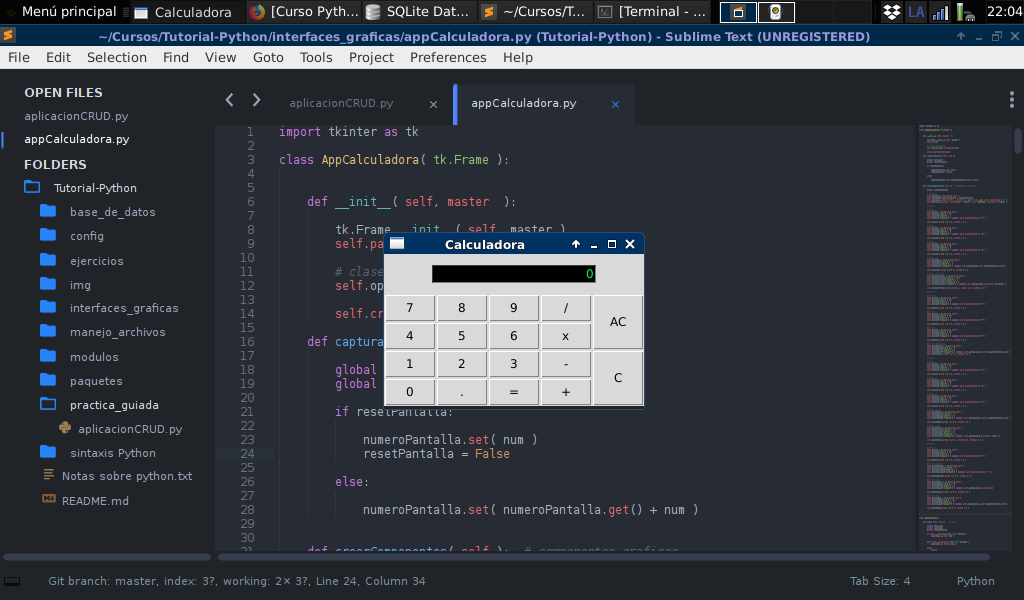 Menú principal
Calculadora
[Curso Pyth...
SQLite Dat...
~/Cursos/T...
[Terminal - ...
LA
22:04
~/Cursos/Tutorial-Python/interfaces_graficas/appCalculadora.py (Tutorial-Python) - Sublime Text (UNREGISTERED)
File Edit Selection Find View Goto Tools Project Preferences Help
OPEN FILES
aplicacionCRUD.py
appCalculadora.py
FOLDERS
Tutorial-Python
base_de_datos
config
ejercicios
img
interfaces_graficas
manejo_archivos
modulos
paquetes
practica_guiada
aplicacionCRUD.py
sintaxis Python
Notas sobre python.txt
README.md
aplicacionCRUD.py ×
appCalculadora.py ×
1 import tkinter as tk
2
3 class AppCalculadora( tk.Frame ):
4
5
6 def __init__( self, master ):
7
8 tk.Frame.__init__( self, master )
9 self.pa
10
11 # clase
12 self.op
13
14 self.cr
15
16 def captura
17
18 global
19 global
20
21 if resetPantalla:
22
23 numeroPantalla.set( num )
24 resetPantalla = False
25
26 else:
27
28 numeroPantalla.set( numeroPantalla.get() + num )
29
30
31 def crearComponentes( self ): # componentes graficos
Calculadora
0
7 8 9 / AC
4 5 6 x
1 2 3 - C
0 . = +
Git branch: master, index: 3?, working: 2× 3?, Line 24, Column 34
Tab Size: 4
Python